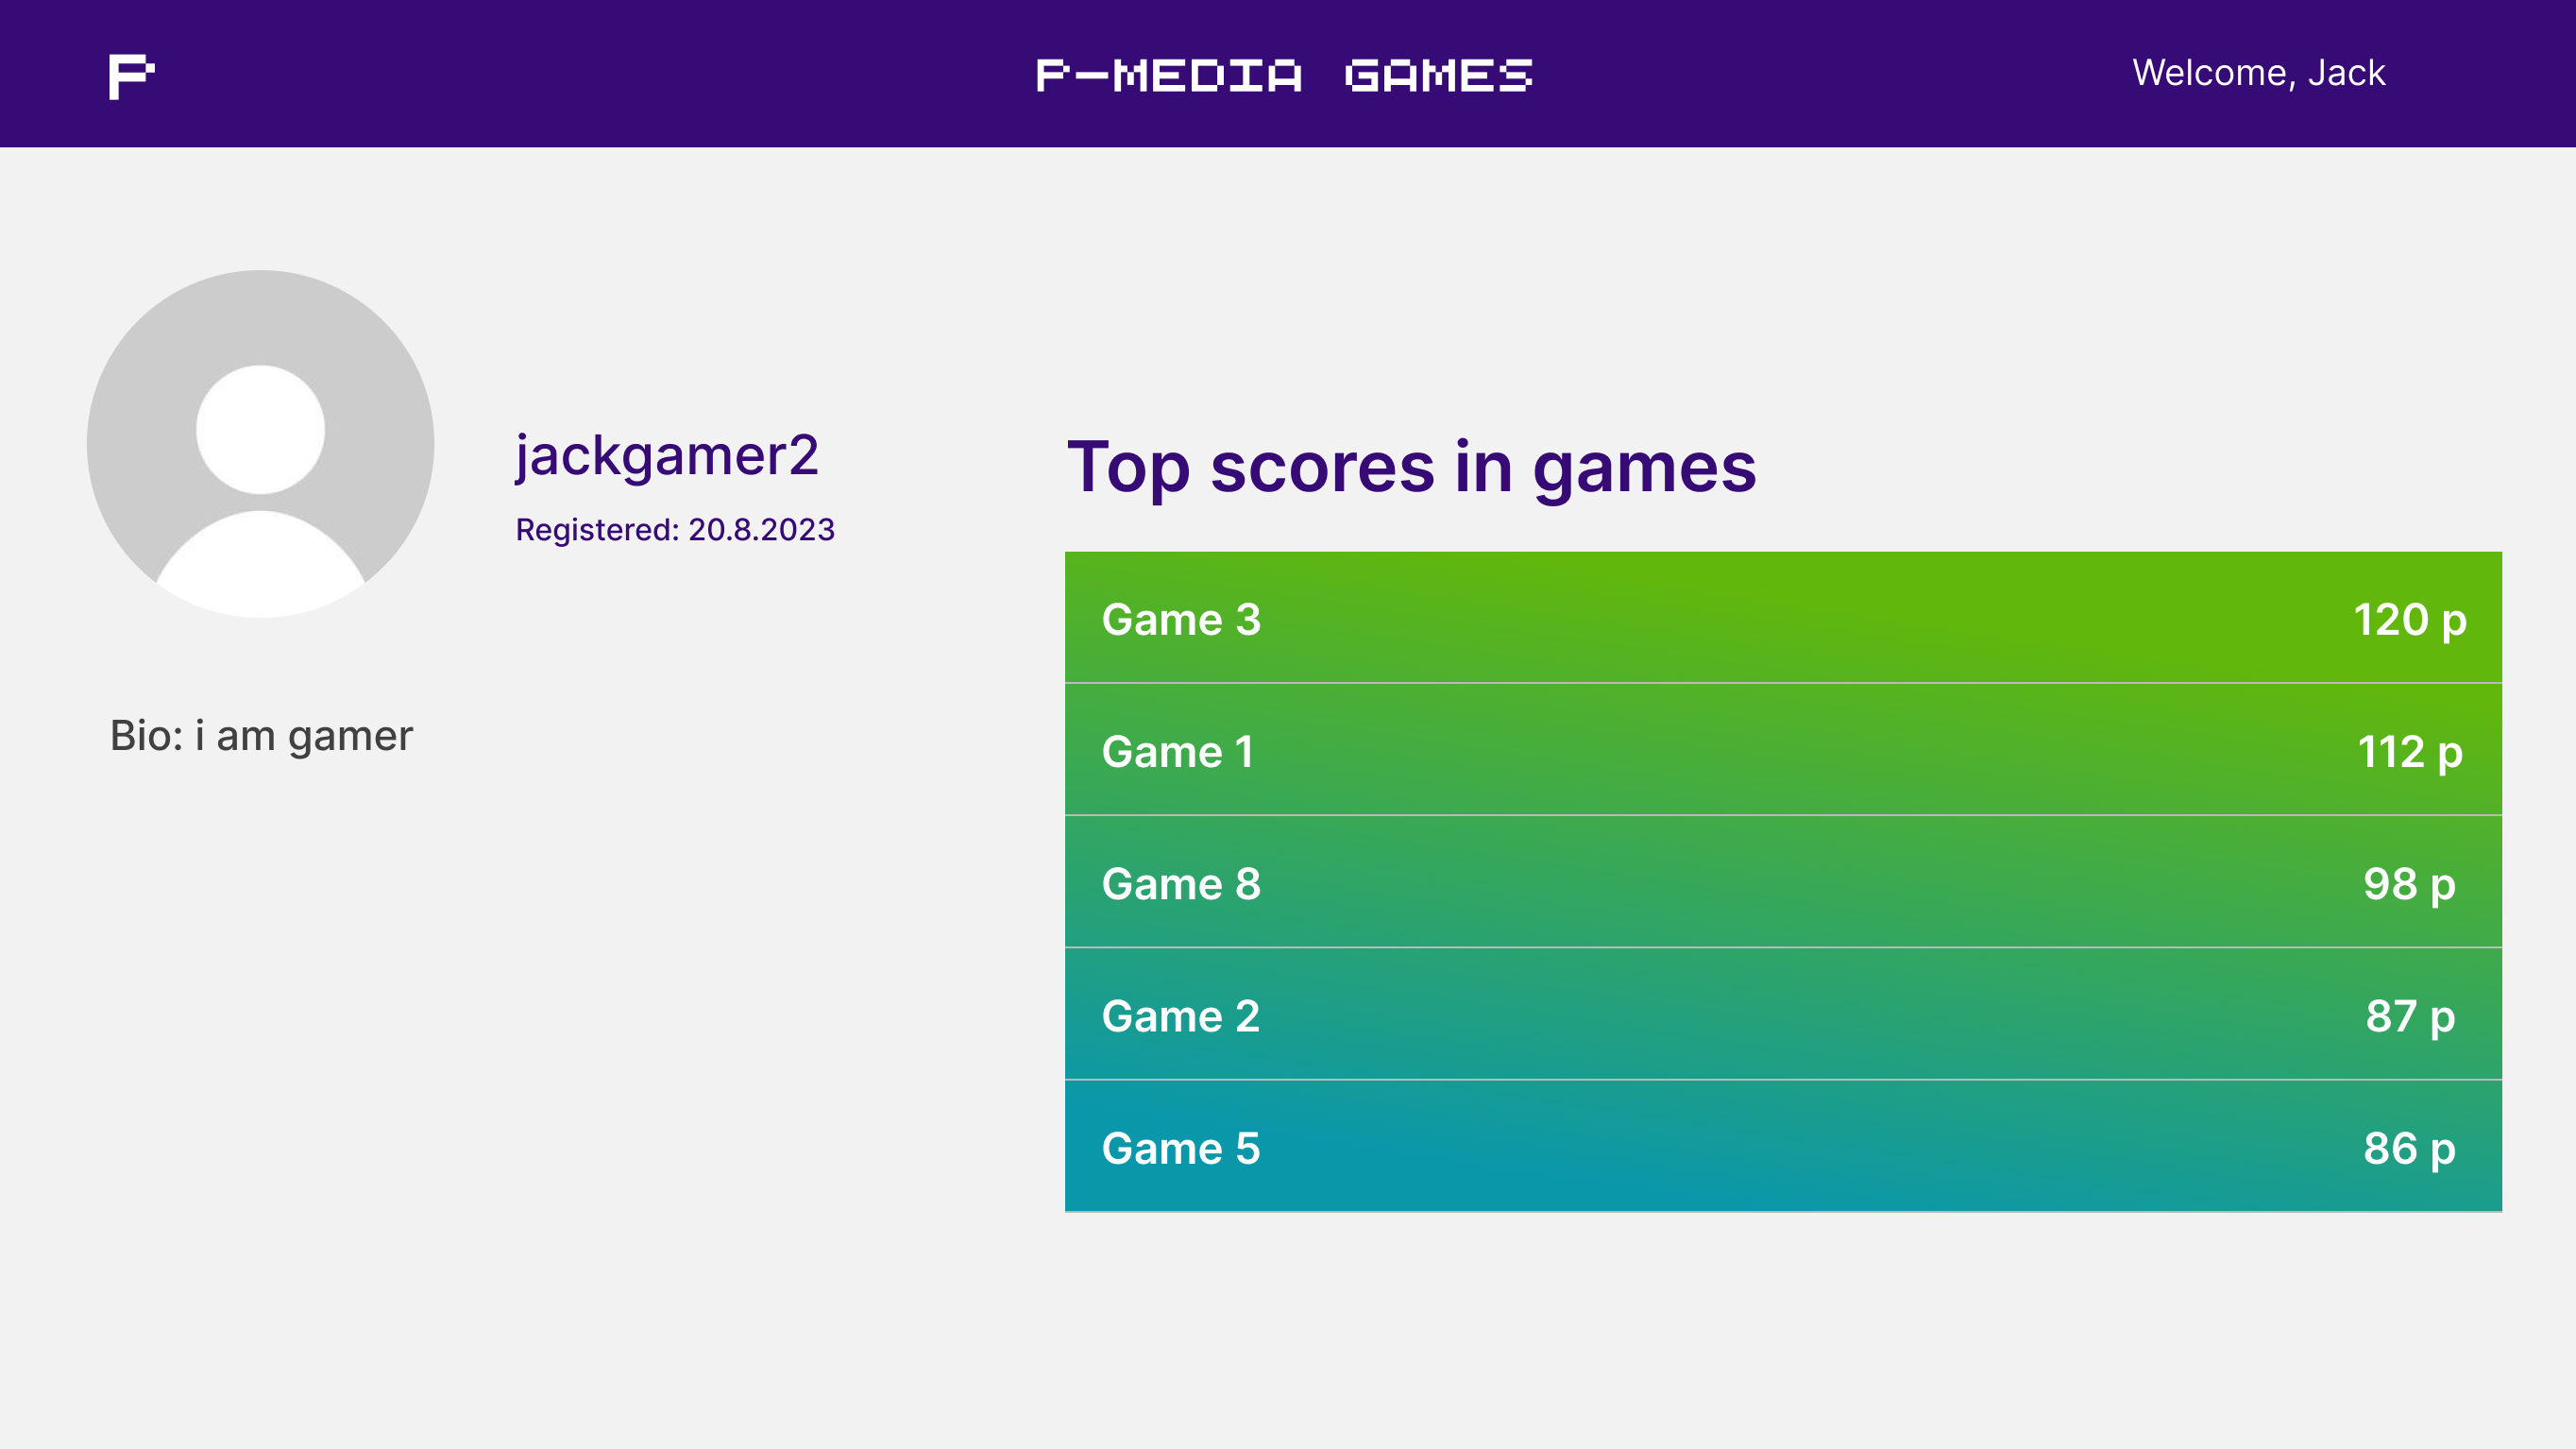 P
P-MEDIA GAMES
Welcome, Jack
jackgamer2
Registered: 20.8.2023
Bio: i am gamer
Top scores in games
Game 3 120 p
Game 1 112 p
Game 8 98 p
Game 2 87 p
Game 5 86 p